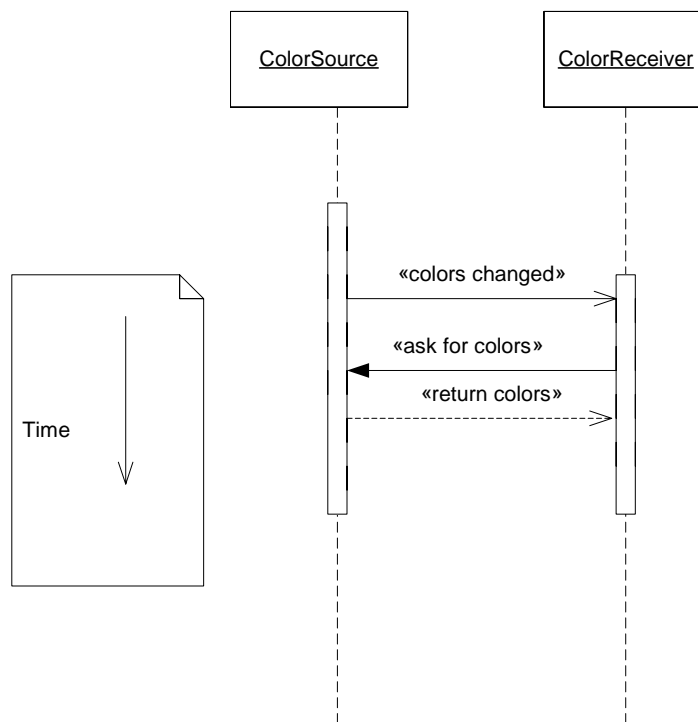 ColorSource
ColorReceiver
«colors changed»
«ask for colors»
«return colors»
Time